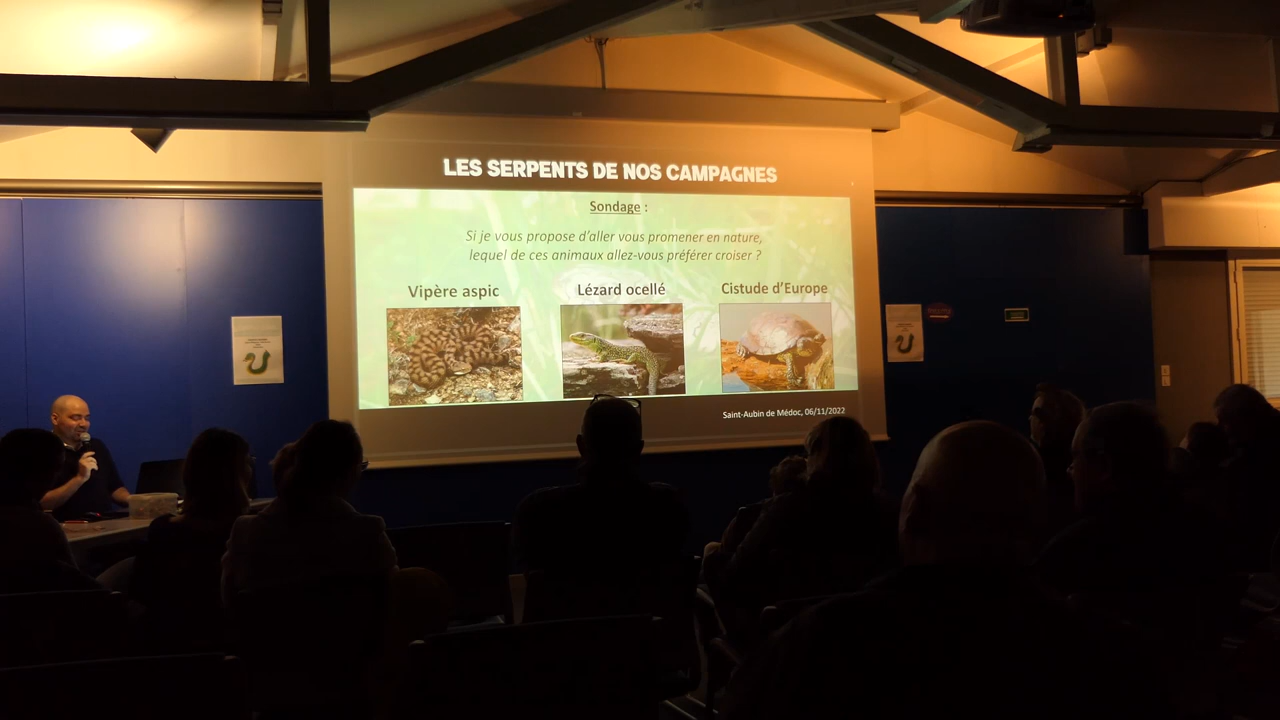 LES SERPENTS DE NOS CAMPAGNES
Sondage :
Si je vous propose d'aller vous promener en nature,
lequel de ces animaux allez-vous préférer croiser ?
Vipère aspic
Lézard ocellé
Cistude d'Europe
Saint-Aubin de Médoc, 06/11/2022